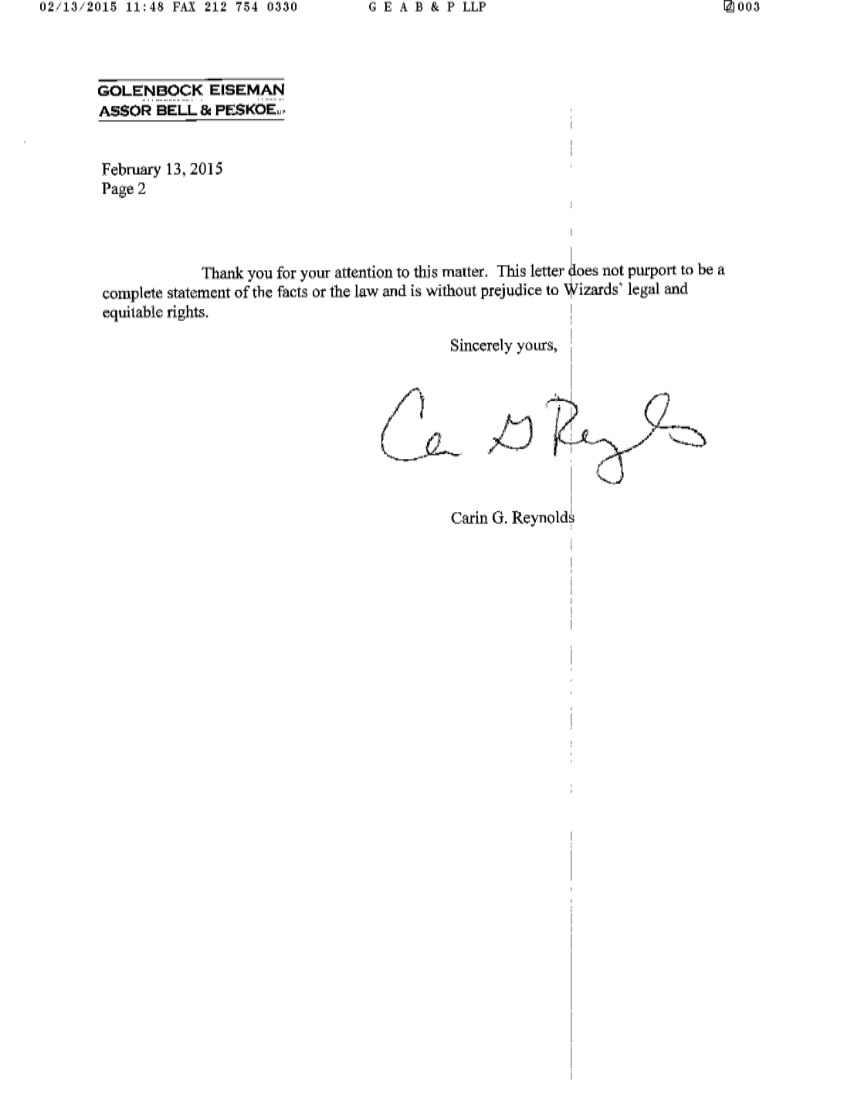 02/13/2015 11:48 FAX 212 754 0330 G E A B & P LLP 003
GOLENBOCK EISEMAN
ASSOR BELL & PESKOE LLP
February 13, 2015
Page 2
Thank you for your attention to this matter. This letter does not purport to be a
complete statement of the facts or the law and is without prejudice to Wizards' legal and
equitable rights.
Sincerely yours,
Carin G. Reynolds